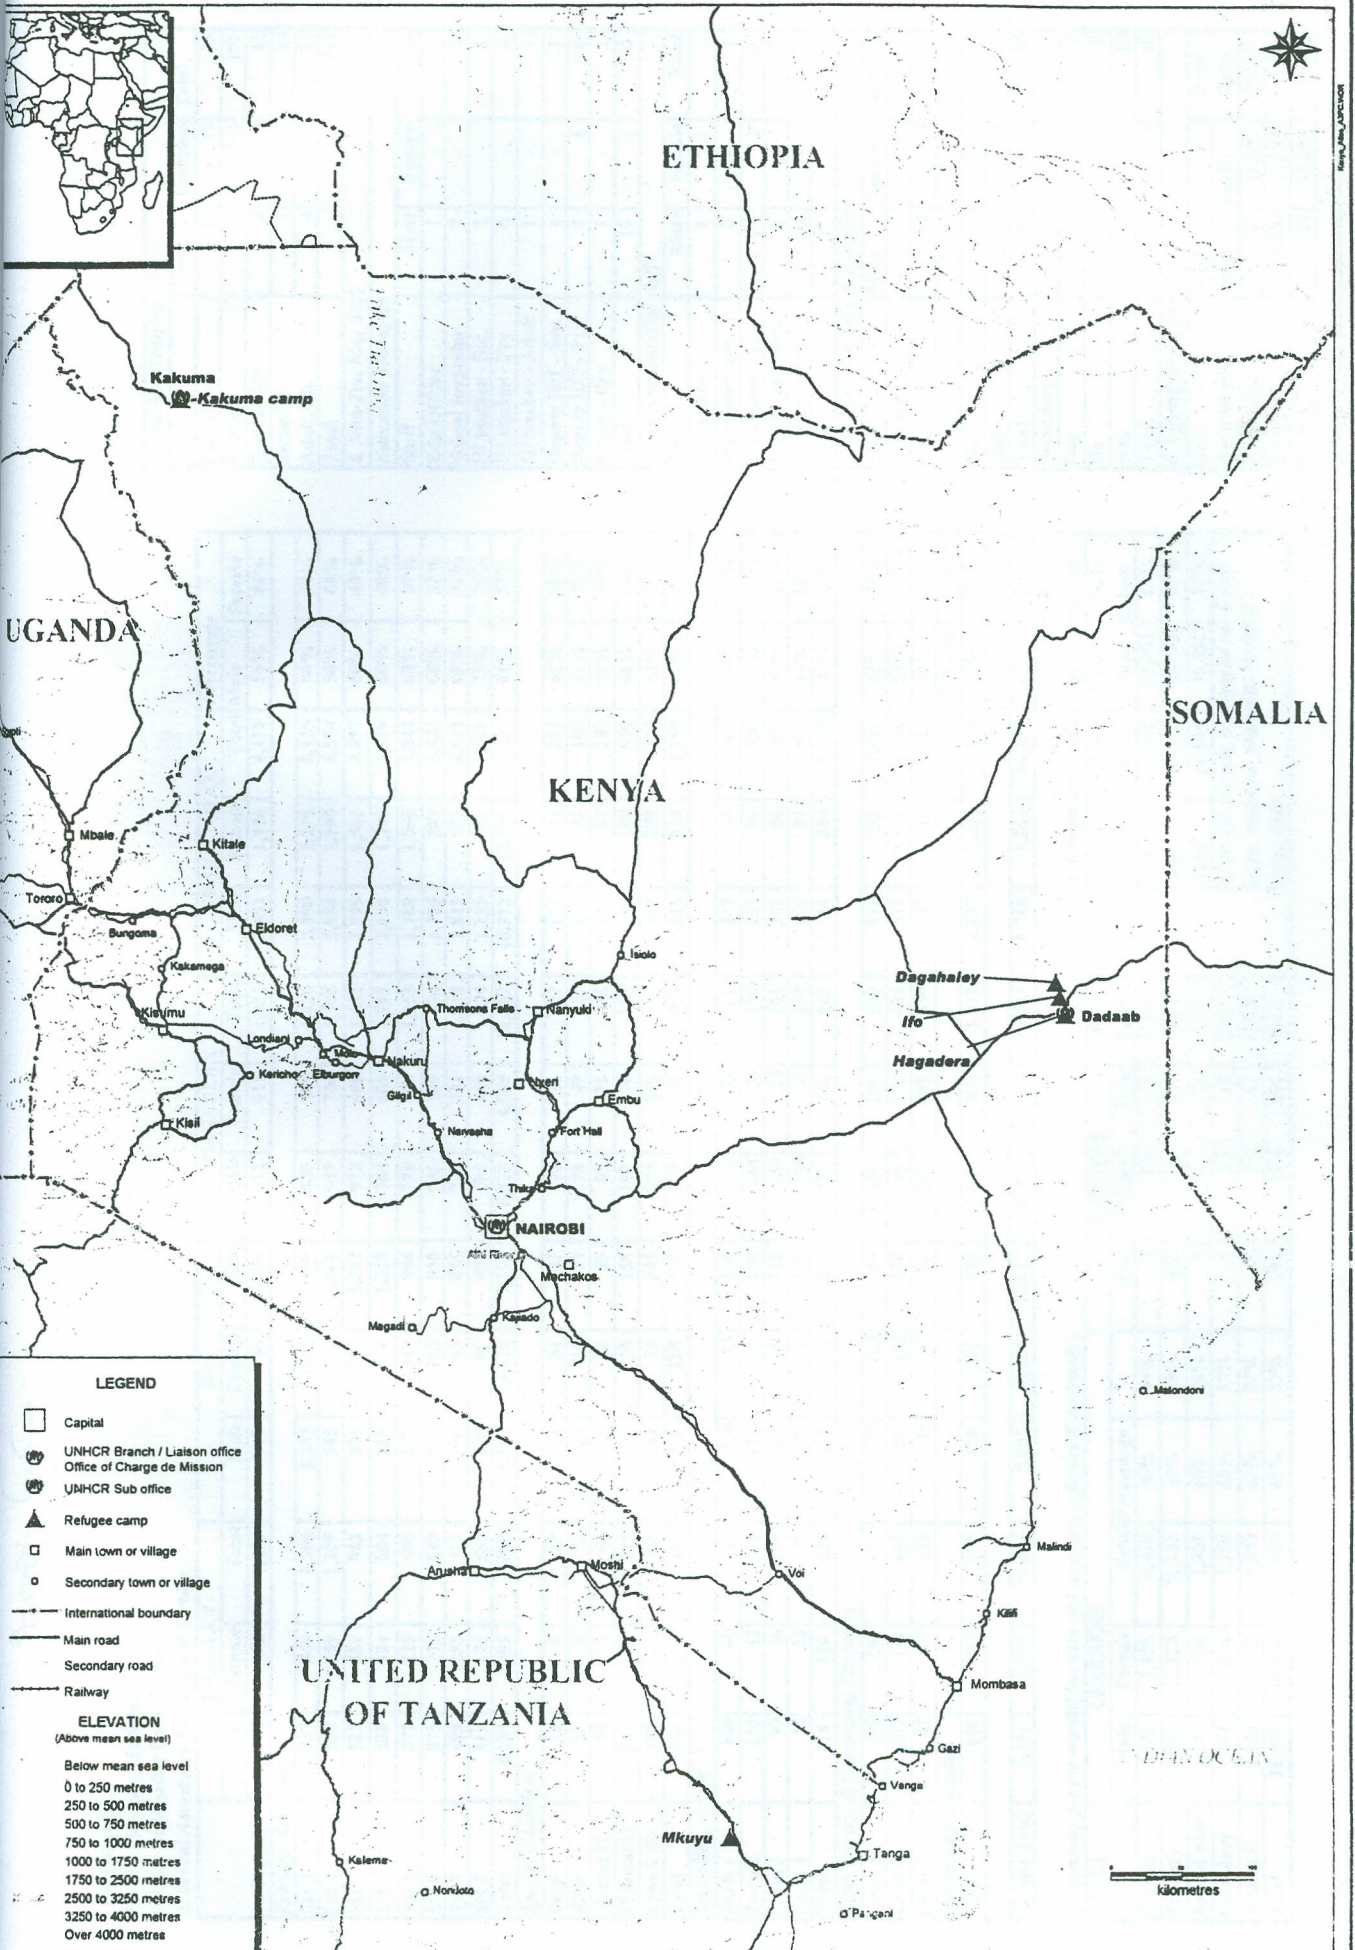 ETHIOPIA
Kakuma
Kakuma camp
UGANDA
SOMALIA
KENYA
Mbale
Kitale
Tororo
Bungoma
Eldoret
Kakamega
Isiolo
Dagahaley
Kisumu
Thomsons Falls
Nanyuki
Ifo
Dadaab
Londiani
Molo
Nakuru
Hagadera
Kericho
Elburgon
Nyeri
Gilgil
Embu
Kisii
Naivasha
Fort Hall
Thika
NAIROBI
Athi River
Machakos
Magadi
Kajiado
LEGEND
Capital
UNHCR Branch / Liaison office
Office of Charge de Mission
UNHCR Sub office
Refugee camp
Main town or village
Secondary town or village
International boundary
Main road
Secondary road
Railway
ELEVATION
(Above mean sea level)
Below mean sea level
0 to 250 metres
250 to 500 metres
500 to 750 metres
750 to 1000 metres
1000 to 1750 metres
1750 to 2500 metres
2500 to 3250 metres
3250 to 4000 metres
Over 4000 metres
Matondoni
Malindi
Arusha
Moshi
Voi
Kilifi
UNITED REPUBLIC
OF TANZANIA
Mombasa
Gazi
Vanga
Mkuyu
Tanga
Pangani
kilometres